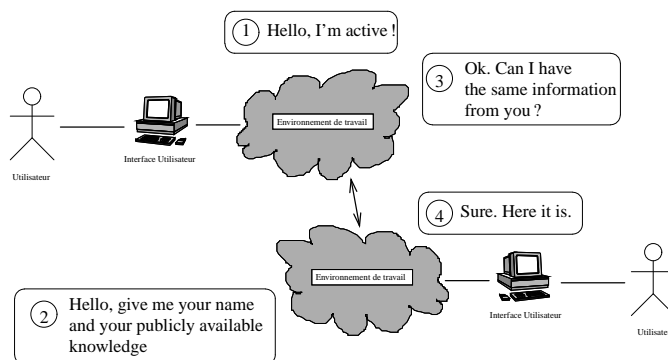 1 Hello, I'm active !
3 Ok. Can I have
the same information
from you ?
Environnement de travail
Interface Utilisateur
Utilisateur
4 Sure. Here it is.
Environnement de travail
Interface Utilisateur
Utilisate
2 Hello, give me your name
and your publicly available
knowledge